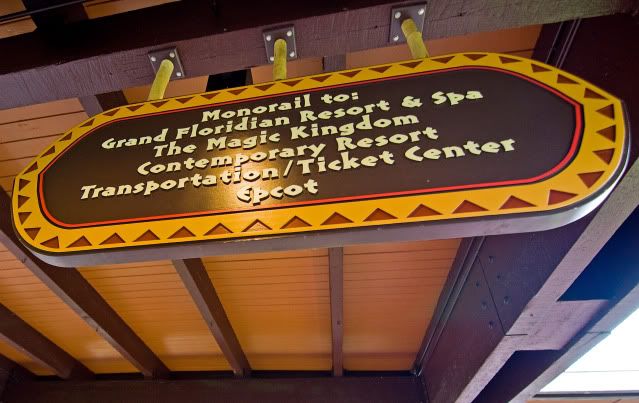 Monorail to:
Grand Floridian Resort & Spa
The Magic Kingdom
Contemporary Resort
Transportation/Ticket Center
Epcot